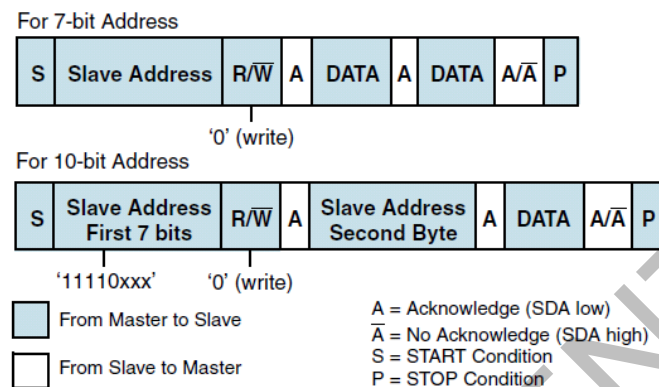 For 7-bit Address
S Slave Address R/W̅ A DATA A DATA A/A̅ P
'0' (write)
For 10-bit Address
S Slave Address First 7 bits R/W̅ A Slave Address Second Byte A DATA A/A̅ P
'11110xxx' '0' (write)
From Master to Slave
From Slave to Master
A = Acknowledge (SDA low)
A̅ = No Acknowledge (SDA high)
S = START Condition
P = STOP Condition